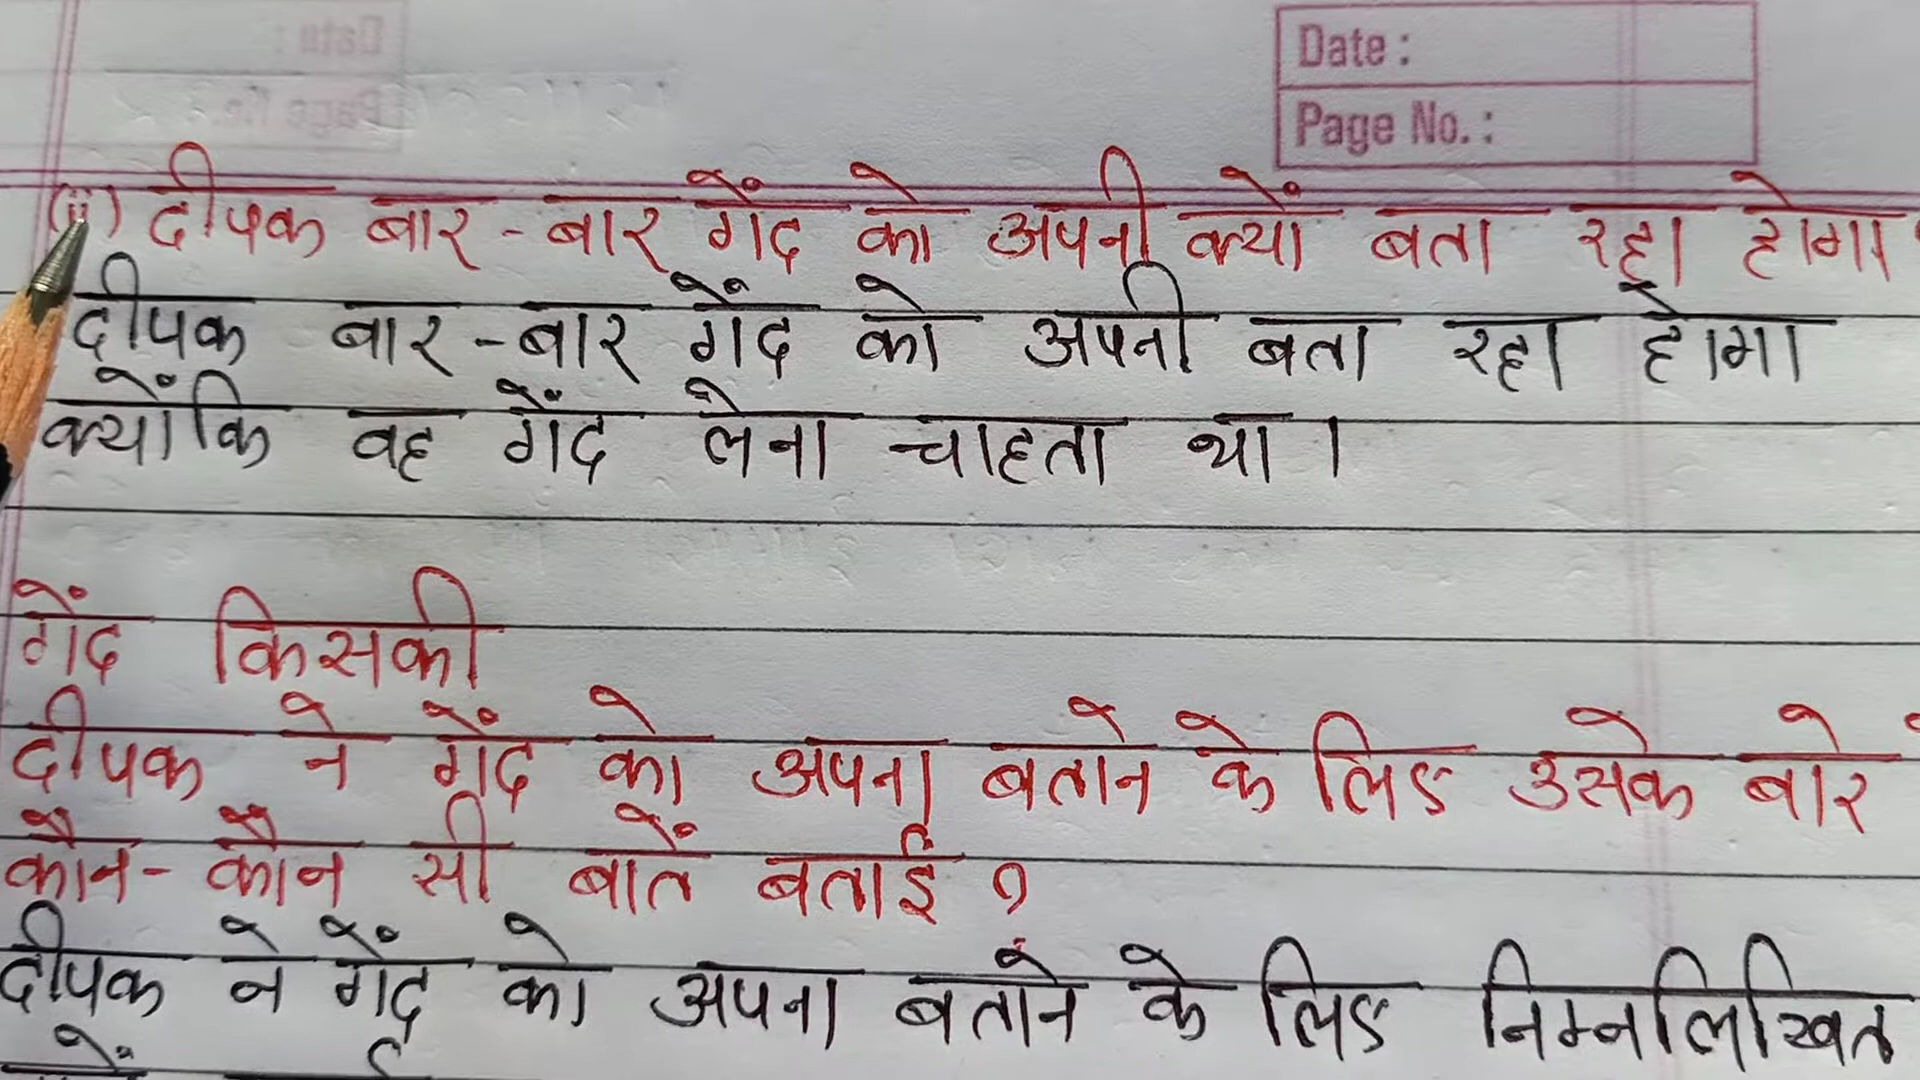 Date :
Page No. :
(ii) दीपक बार-बार गेंद को अपनी क्यों बता रहा होगा
दीपक बार-बार गेंद को अपनी बता रहा होगा
क्योंकि वह गेंद लेना चाहता था।
गेंद किसकी
दीपक ने गेंद को अपना बताने के लिए उसके बारे
कौन-कौन सी बातें बताई ?
दीपक ने गेंद को अपना बताने के लिए निम्नलिखित